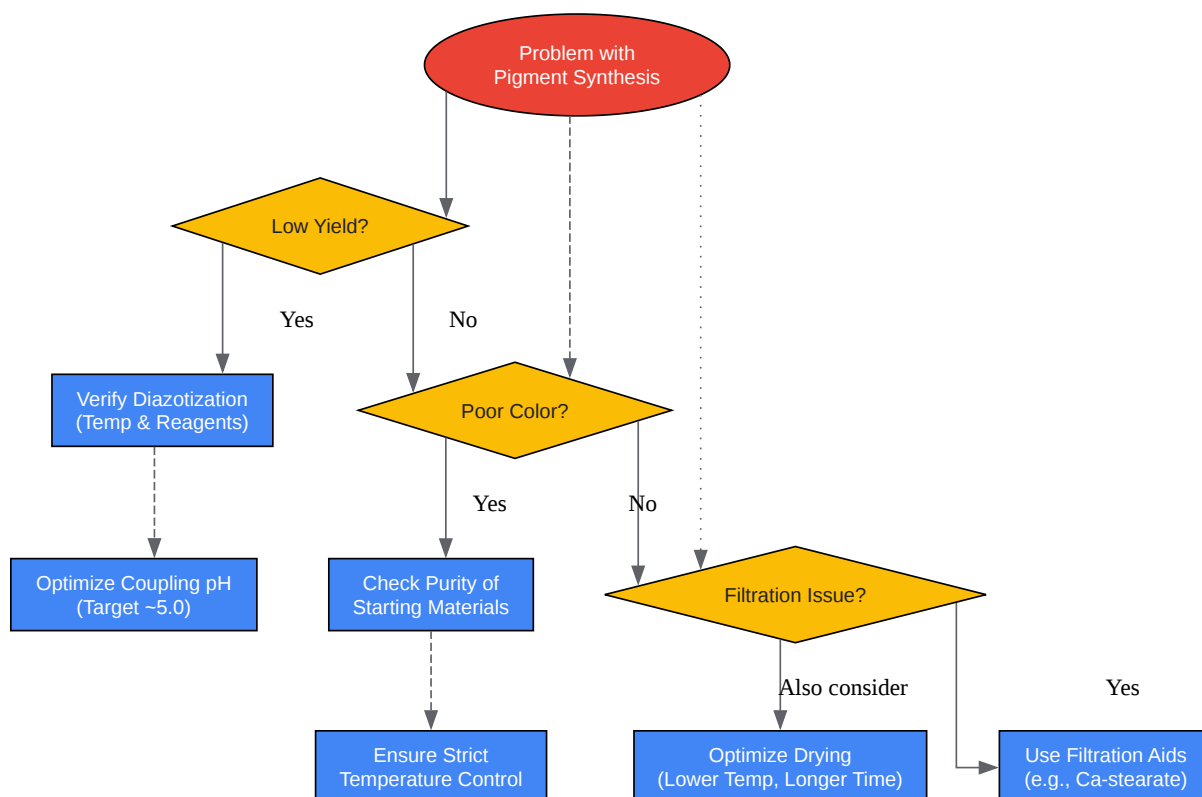 Problem with
Pigment Synthesis
Low Yield?
Yes
No
Verify Diazotization
(Temp & Reagents)
Poor Color?
Yes
No
Optimize Coupling pH
(Target ~5.0)
Check Purity of
Starting Materials
Filtration Issue?
Also consider
Yes
Ensure Strict
Temperature Control
Optimize Drying
(Lower Temp, Longer Time)
Use Filtration Aids
(e.g., Ca-stearate)